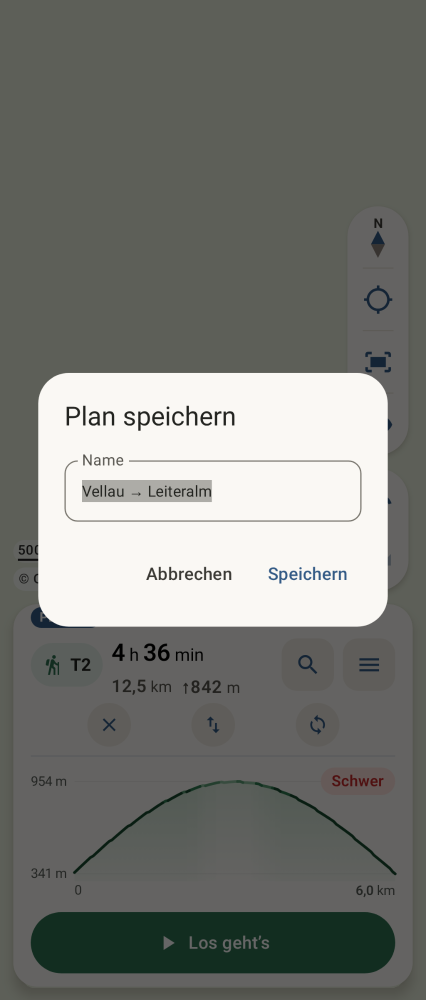 N
Plan speichern
Name
Vellau → Leiteralm
Abbrechen
Speichern
500
©
T2
4 h 36 min
12,5 km ↑842 m
954 m
Schwer
341 m
0
6,0 km
Los geht's